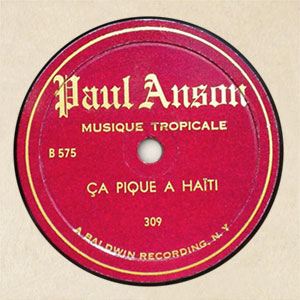 Paul Anson
MUSIQUE TROPICALE
B 575
ÇA PIQUE A HAÏTI
309
A BALDWIN RECORDING, N. Y.